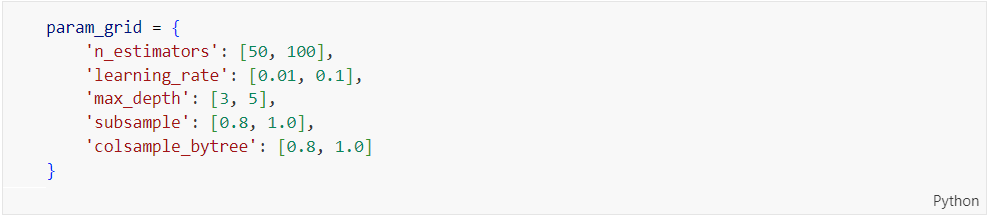 param_grid = {
    'n_estimators': [50, 100],
    'learning_rate': [0.01, 0.1],
    'max_depth': [3, 5],
    'subsample': [0.8, 1.0],
    'colsample_bytree': [0.8, 1.0]
}
Python